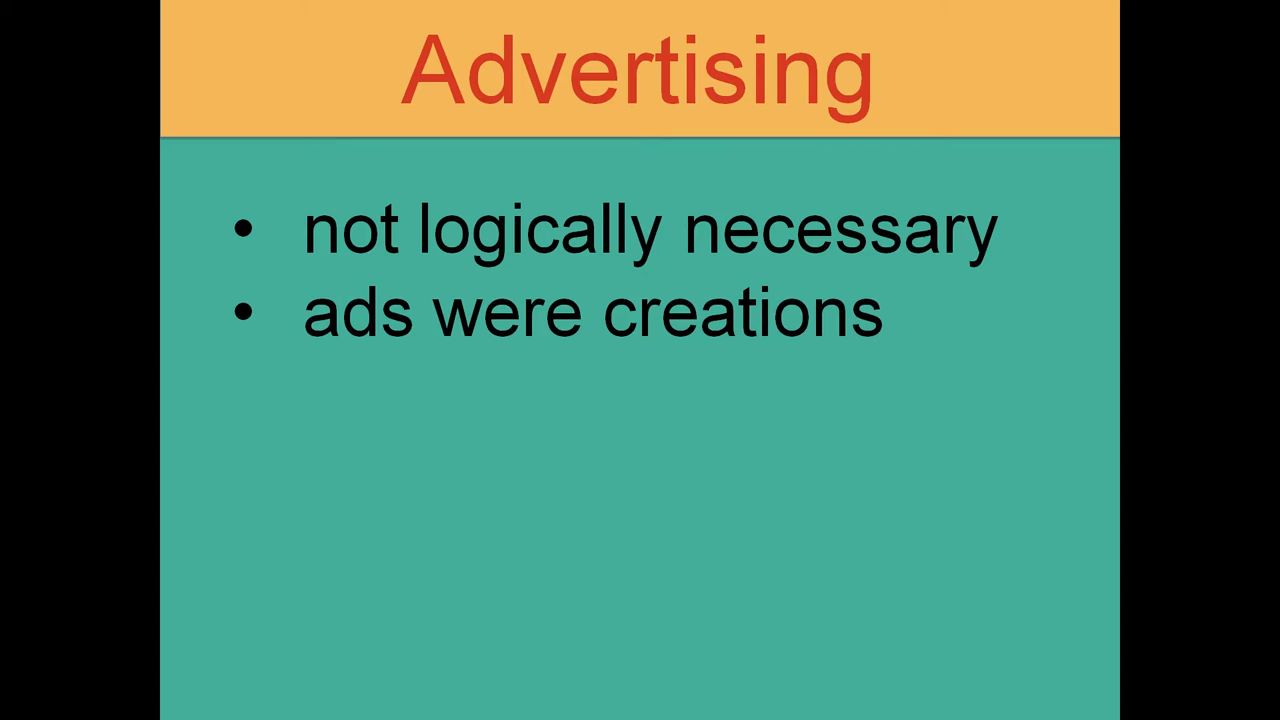 Advertising
• not logically necessary
• ads were creations